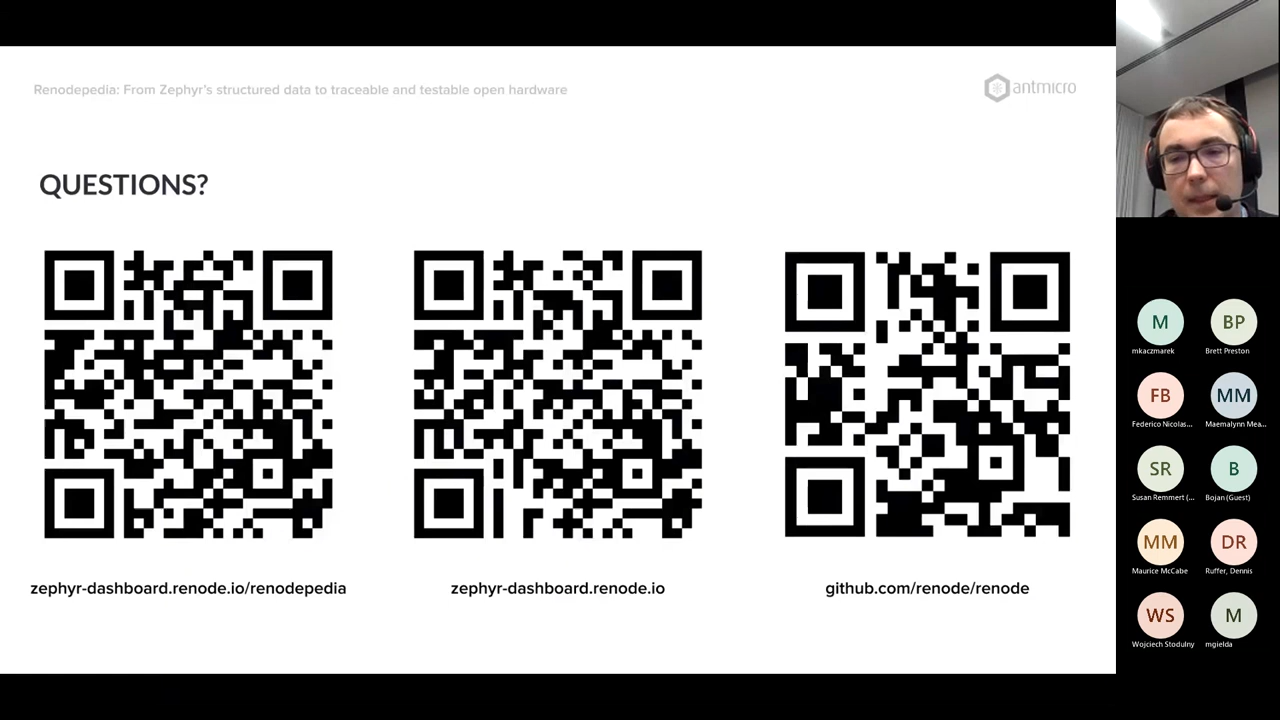 Renodepedia: From Zephyr's structured data to traceable and testable open hardware
antmicro
QUESTIONS?
zephyr-dashboard.renode.io/renodepedia
zephyr-dashboard.renode.io
github.com/renode/renode
M
BP
mkaczmarek
Brett Preston
FB
MM
Federico Nicolas...
Maemalynn Mea...
SR
B
Susan Remmert (...
Bojan (Guest)
MM
DR
Maurice McCabe
Ruffer, Dennis
WS
M
Wojciech Stodulny
mgielda